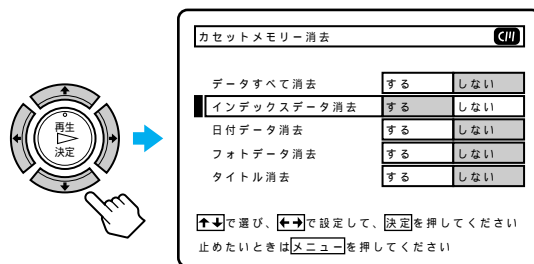 カセットメモリー消去
CM
データすべて消去 する しない
インデックスデータ消去 する しない
日付データ消去 する しない
フォトデータ消去 する しない
タイトル消去 する しない
↑↓で選び、←→で設定して、決定を押してください
止めたいときはメニューを押してください
再生
決定